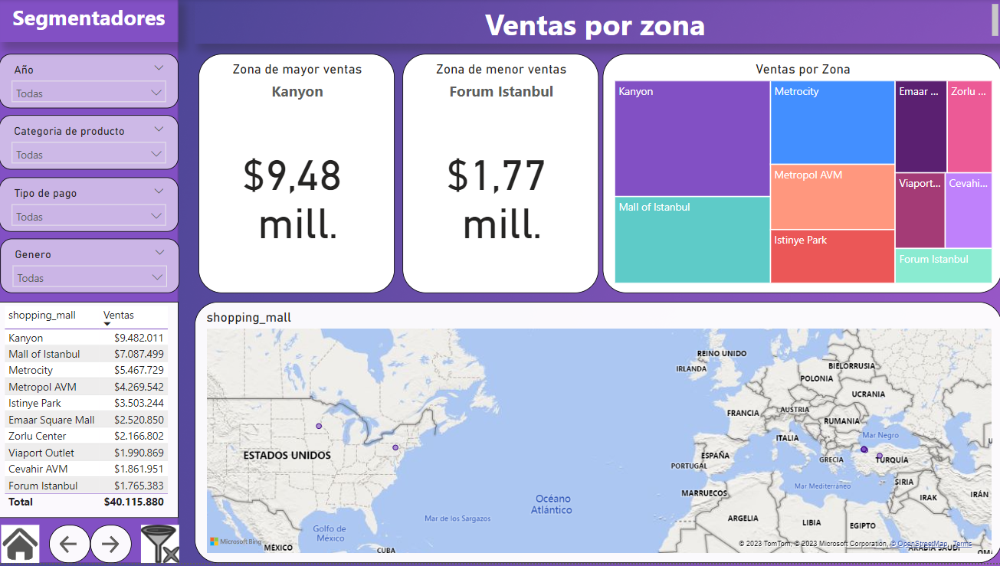 Segmentadores
Ventas por zona
Año
Todas
Categoria de producto
Todas
Tipo de pago
Todas
Genero
Todas
shopping_mall Ventas
Kanyon $9.482.011
Mall of Istanbul $7.087.499
Metrocity $5.467.729
Metropol AVM $4.269.542
Istinye Park $3.503.244
Emaar Square Mall $2.520.850
Zorlu Center $2.166.802
Viaport Outlet $1.990.869
Cevahir AVM $1.861.951
Forum Istanbul $1.765.383
Total $40.115.880
Zona de mayor ventas
Kanyon
$9,48
mill.
Zona de menor ventas
Forum Istanbul
$1,77
mill.
Ventas por Zona
Kanyon
Mall of Istanbul
Metrocity
Metropol AVM
Istinye Park
Emaar ...
Zorlu ...
Viaport...
Cevahi...
Forum Istanbul
shopping_mall
REINO UNIDO
IRLANDA
BIELORRUSIA
POLONIA
UCRANIA
FRANCIA
AUSTRIA
RUMANIA
ITALIA
Mar Negro
ESTADOS UNIDOS
ESPAÑA
PORTUGAL
GRECIA
TURQUÍA
SIRIA
Mar Mediterráneo
MARRUECOS
IRAK
IRÁN
Océano
Atlántico
Mar de los Sargazos
ARGELIA
LIBIA
EGIPTO
Golfo de
México
MÉXICO
CUBA
ARABIA SAUDÍ
OM
Microsoft Bing
© 2023 TomTom, © 2023 Microsoft Corporation, © OpenStreetMap Terms